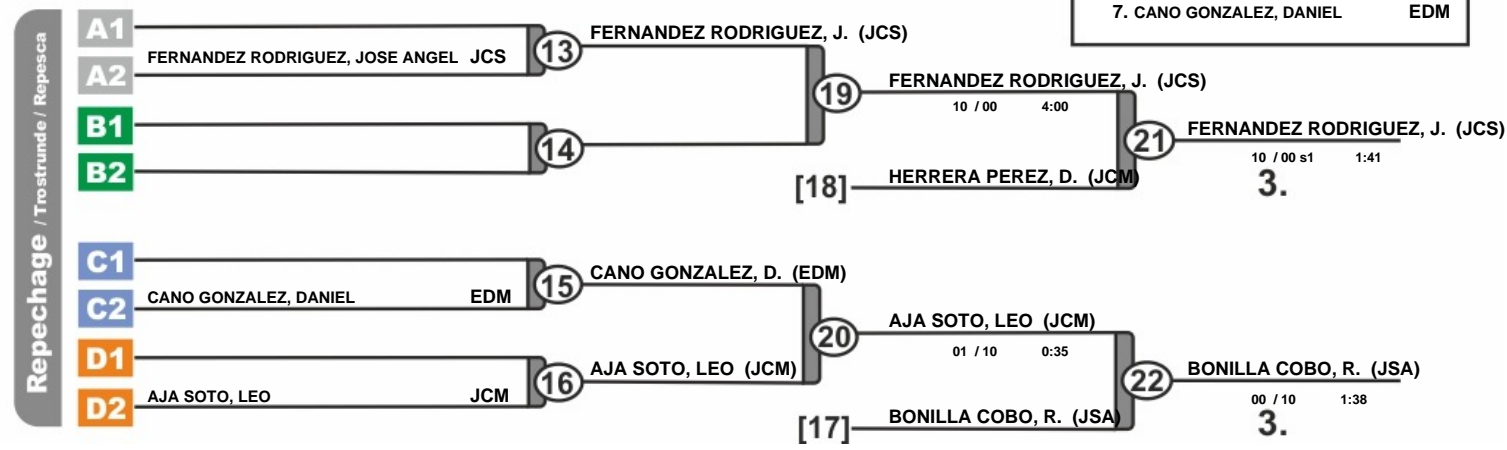 7. CANO GONZALEZ, DANIEL EDM
Repechage / Trostrunde / Repesca
A1
FERNANDEZ RODRIGUEZ, JOSE ANGEL JCS
A2
13
FERNANDEZ RODRIGUEZ, J. (JCS)
B1
B2
14
19
FERNANDEZ RODRIGUEZ, J. (JCS)
10 / 00 4:00
[18]
HERRERA PEREZ, D. (JCM)
21
FERNANDEZ RODRIGUEZ, J. (JCS)
10 / 00 s1 1:41
3.
C1
C2
CANO GONZALEZ, DANIEL EDM
15
CANO GONZALEZ, D. (EDM)
D1
D2
AJA SOTO, LEO JCM
16
AJA SOTO, LEO (JCM)
20
AJA SOTO, LEO (JCM)
01 / 10 0:35
[17]
BONILLA COBO, R. (JSA)
22
BONILLA COBO, R. (JSA)
00 / 10 1:38
3.